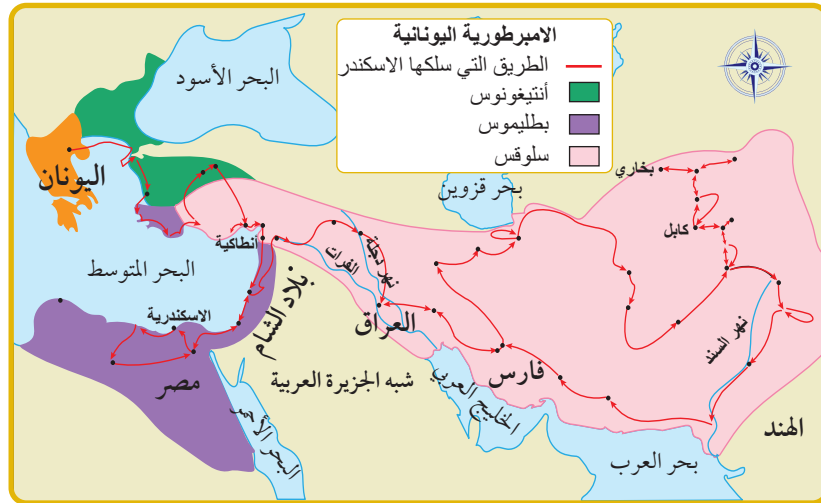 الامبرطورية اليونانية
الطريق التي سلكها الاسكندر
أنتيغونوس
بطليموس
سلوقس
البحر الأسود
اليونان
بحر قزوين
بخاري
كابل
أنطاكية
البحر المتوسط
نهر دجلة
الفرات
بلاد الشام
الاسكندرية
العراق
نهر السند
مصر
شبه الجزيرة العربية
فارس
الخليج العربي
البحر الأحمر
الهند
بحر العرب